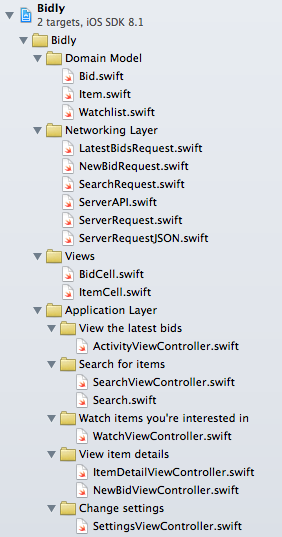 Bidly
2 targets, iOS SDK 8.1
Bidly
Domain Model
Bid.swift
Item.swift
Watchlist.swift
Networking Layer
LatestBidsRequest.swift
NewBidRequest.swift
SearchRequest.swift
ServerAPI.swift
ServerRequest.swift
ServerRequestJSON.swift
Views
BidCell.swift
ItemCell.swift
Application Layer
View the latest bids
ActivityViewController.swift
Search for items
SearchViewController.swift
Search.swift
Watch items you're interested in
WatchViewController.swift
View item details
ItemDetailViewController.swift
NewBidViewController.swift
Change settings
SettingsViewController.swift